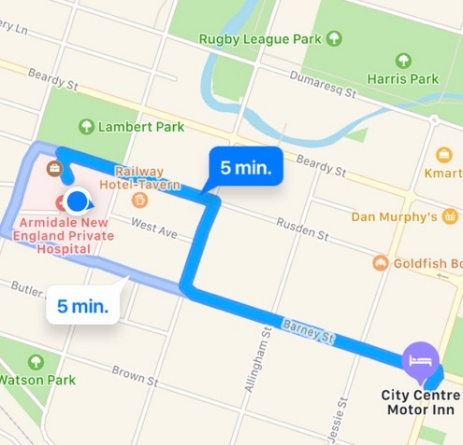 ery Ln
Rugby League Park
Harris Park
Dumaresq St
Beardy St
Lambert Park
5 min.
Beardy St
Kmart
Railway
Hotel-Tavern
Dan Murphy's
Armidale New
England Private
Hospital
West Ave
Rusden St
Goldfish Bo
Butler
5 min.
Barney St
Watson Park
Brown St
Allingham St
Jessie St
City Centre
Motor Inn